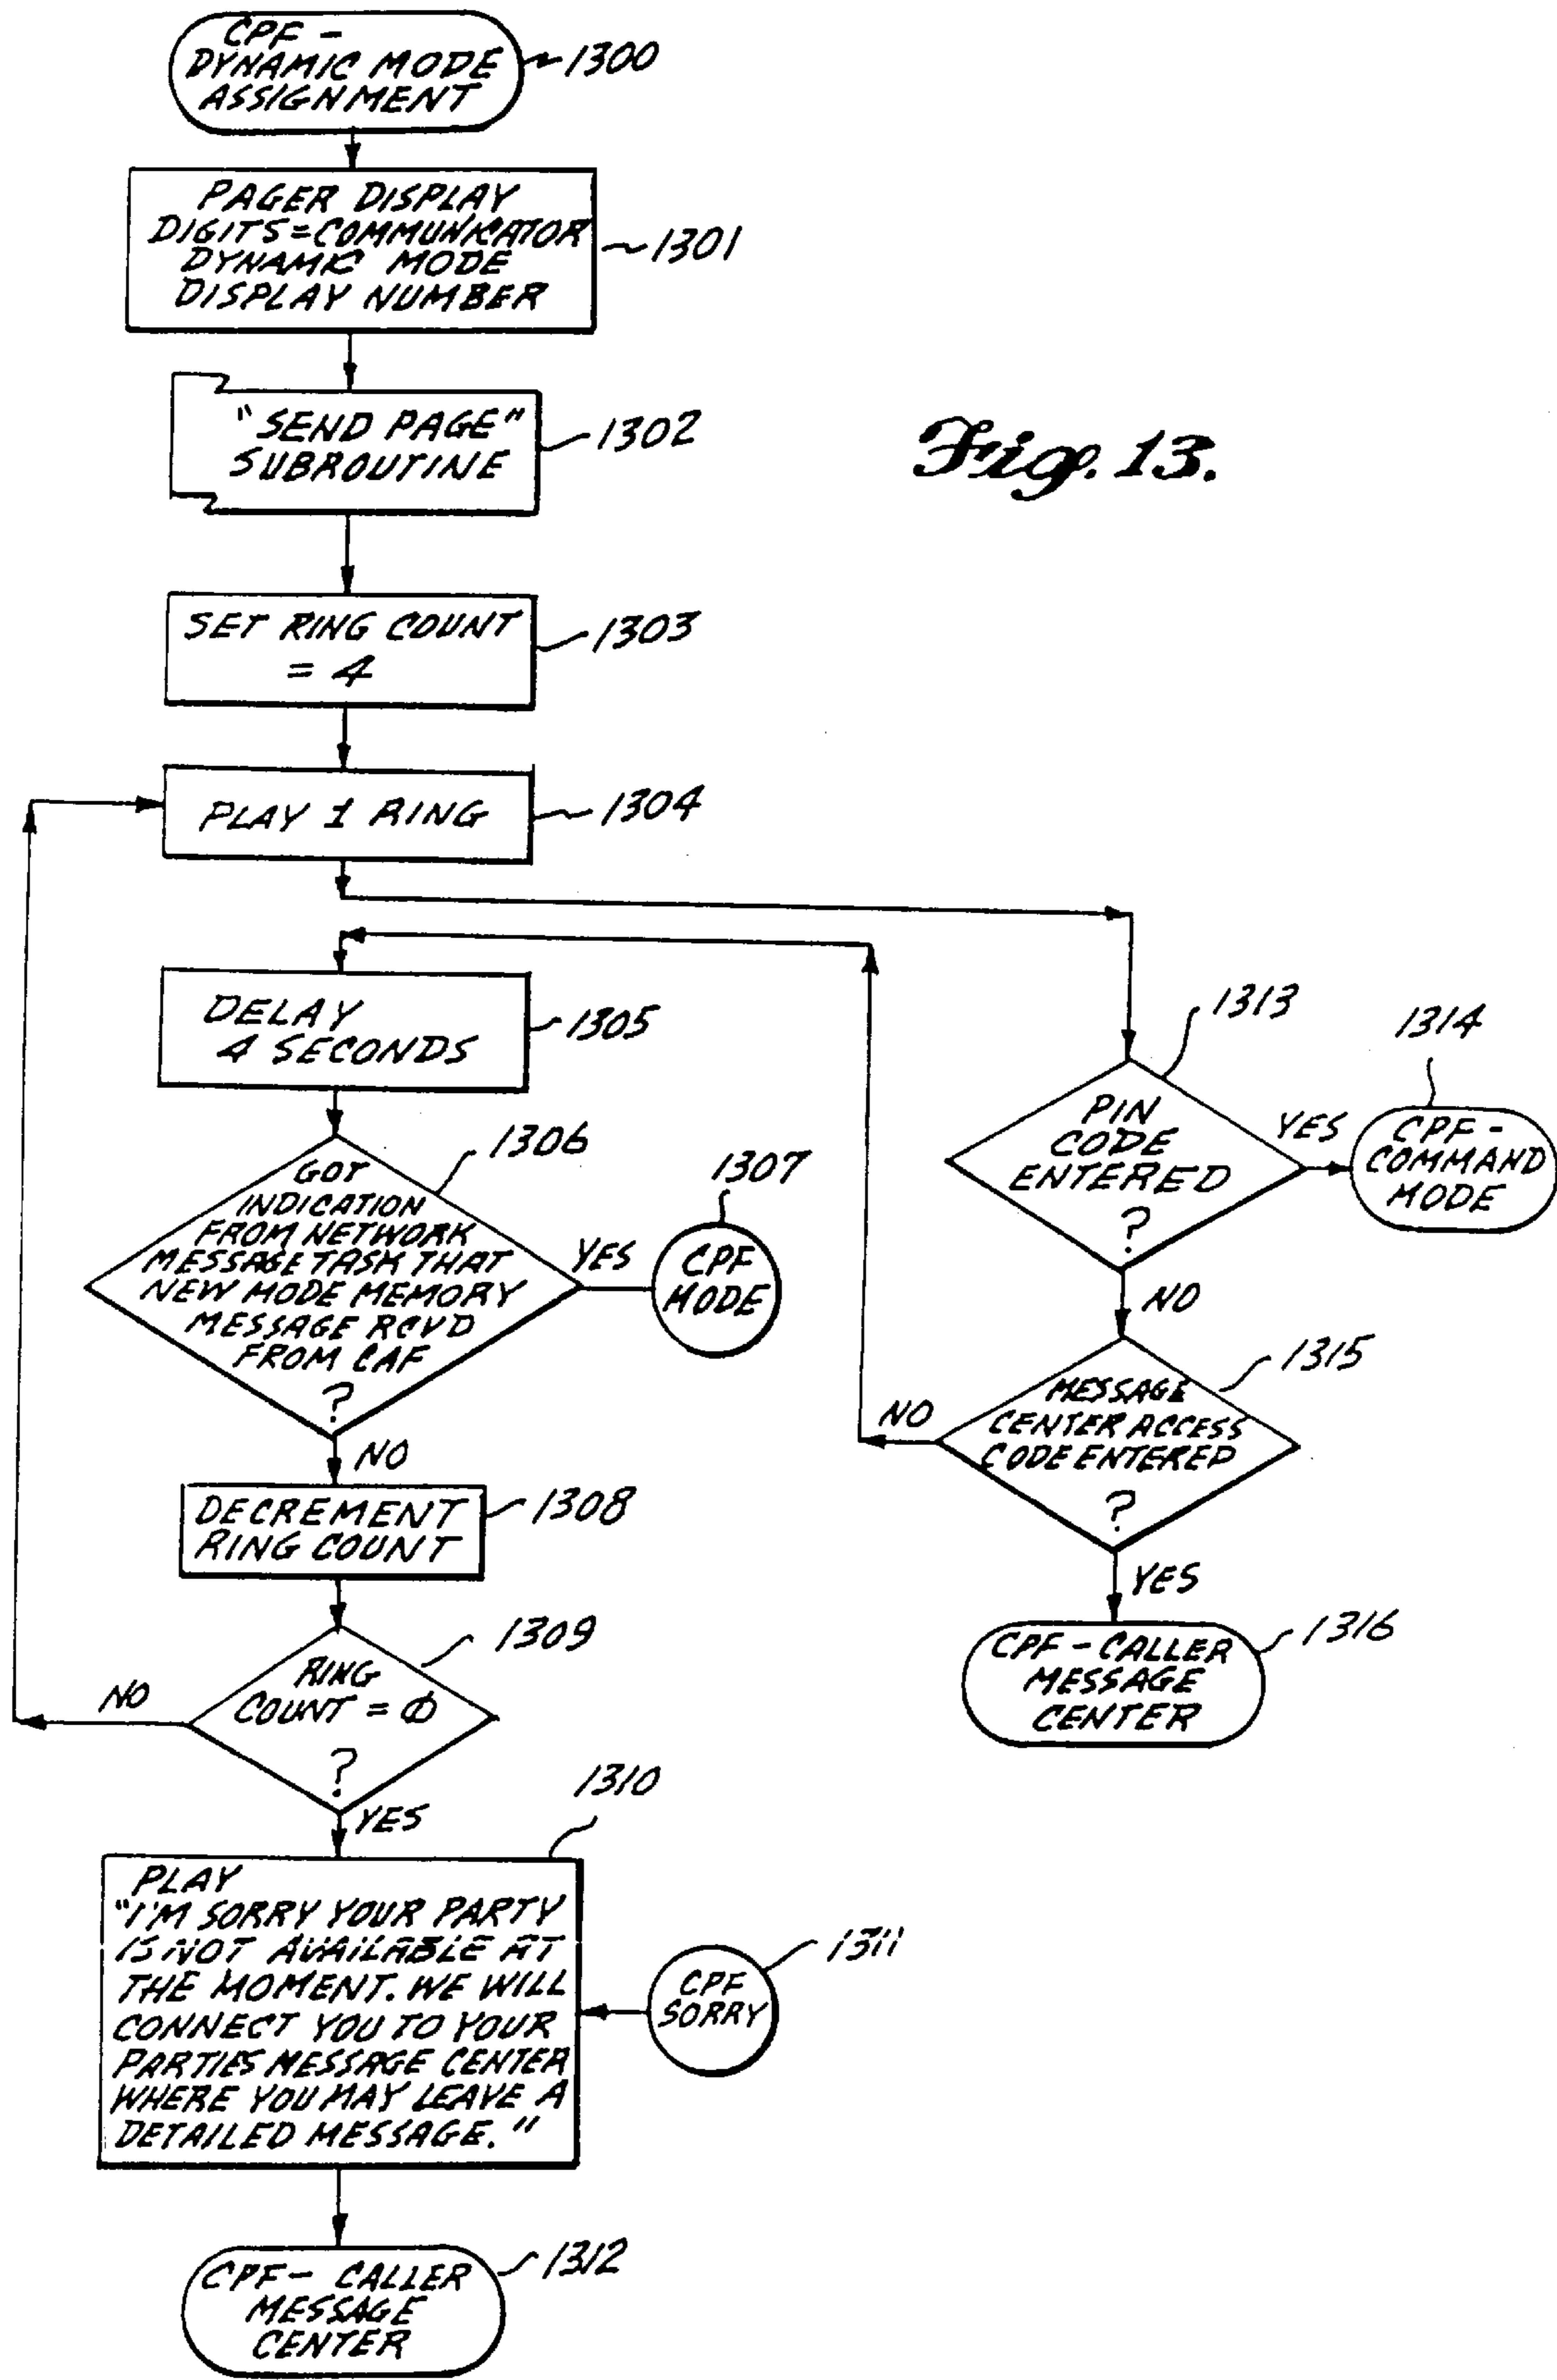 CPF -
DYNAMIC MODE
ASSIGNMENT
1300
PAGER DISPLAY
DIGITS = COMMUNICATOR
DYNAMIC MODE
DISPLAY NUMBER
1301
"SEND PAGE"
SUBROUTINE
1302
Fig. 13.
SET RING COUNT
= 4
1303
PLAY 1 RING
1304
DELAY
4 SECONDS
1305
GOT
INDICATION
FROM NETWORK
MESSAGE TASK THAT
NEW MODE MEMORY
MESSAGE RCVD
FROM CAF
?
1306
YES
CPF
MODE
1307
NO
DECREMENT
RING COUNT
1308
RING
COUNT = Ø
?
1309
NO
YES
PLAY
"I'M SORRY YOUR PARTY
IS NOT AVAILABLE AT
THE MOMENT. WE WILL
CONNECT YOU TO YOUR
PARTIES MESSAGE CENTER
WHERE YOU MAY LEAVE A
DETAILED MESSAGE."
1310
CPF
SORRY
1311
CPF - CALLER
MESSAGE
CENTER
1312
PIN
CODE
ENTERED
?
1313
YES
CPF -
COMMAND
MODE
1314
NO
MESSAGE
CENTER ACCESS
CODE ENTERED
?
1315
NO
YES
CPF - CALLER
MESSAGE
CENTER
1316